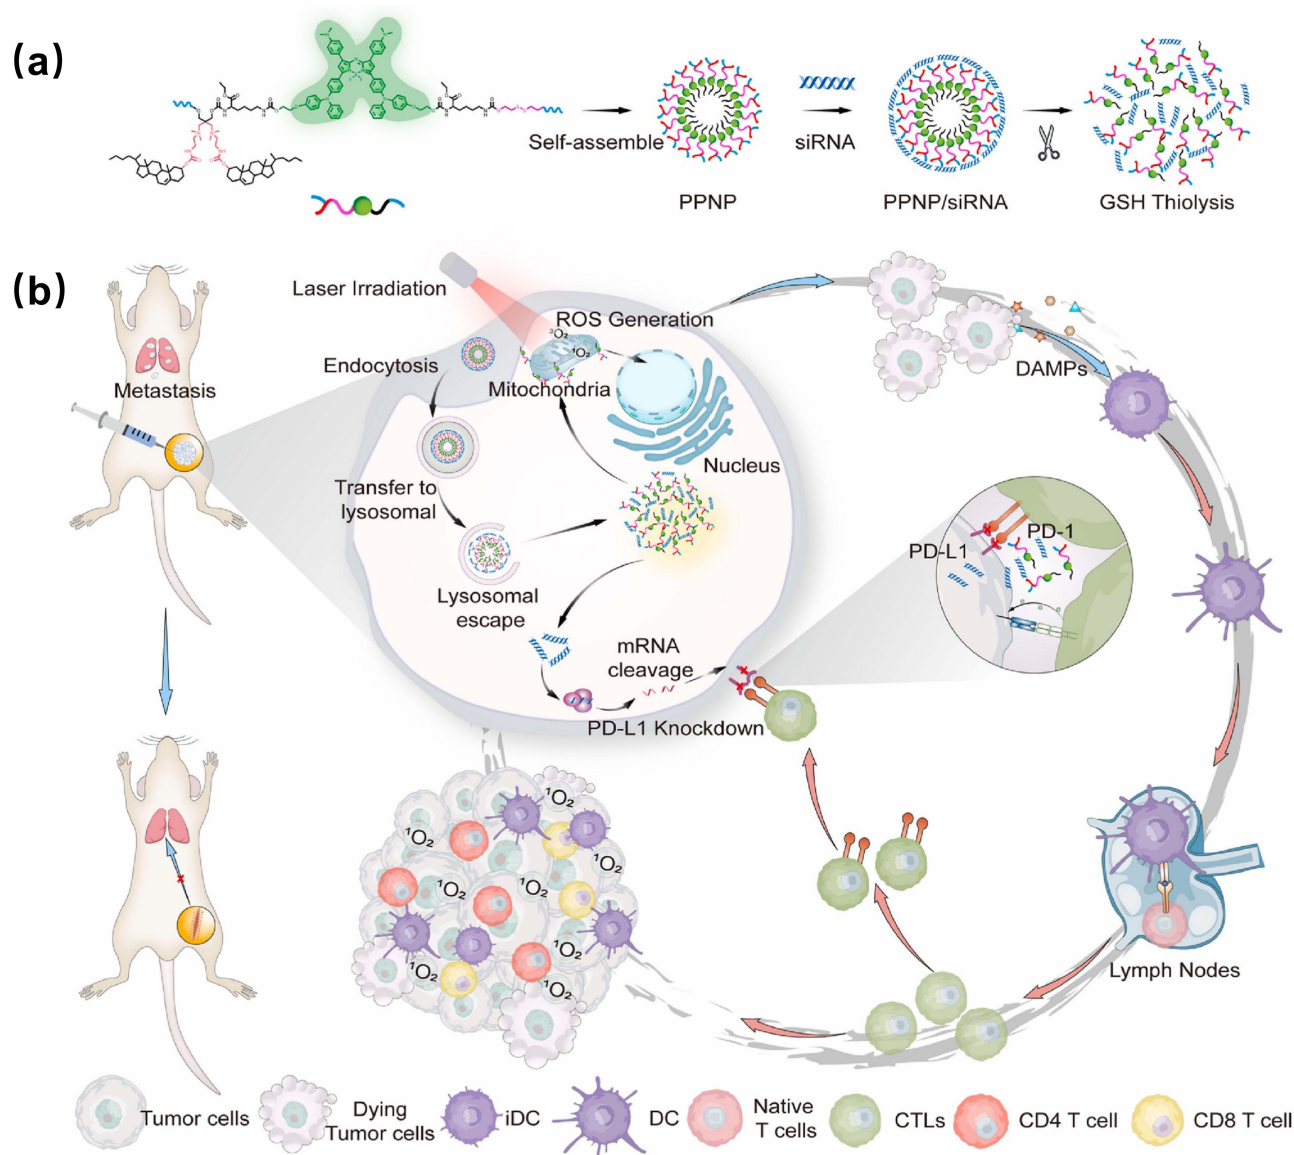 (a)
Self-assemble
siRNA
PPNP
PPNP/siRNA
GSH Thiolysis
(b)
Metastasis
Laser Irradiation
ROS Generation
³O₂
¹O₂
Endocytosis
Mitochondria
Nucleus
Transfer to
lysosomal
Lysosomal
escape
mRNA
cleavage
PD-L1 Knockdown
DAMPs
PD-1
PD-L1
Lymph Nodes
¹O₂
¹O₂
¹O₂
¹O₂
¹O₂
¹O₂
¹O₂
¹O₂
Tumor cells
Dying
Tumor cells
iDC
DC
Native
T cells
CTLs
CD4 T cell
CD8 T cell